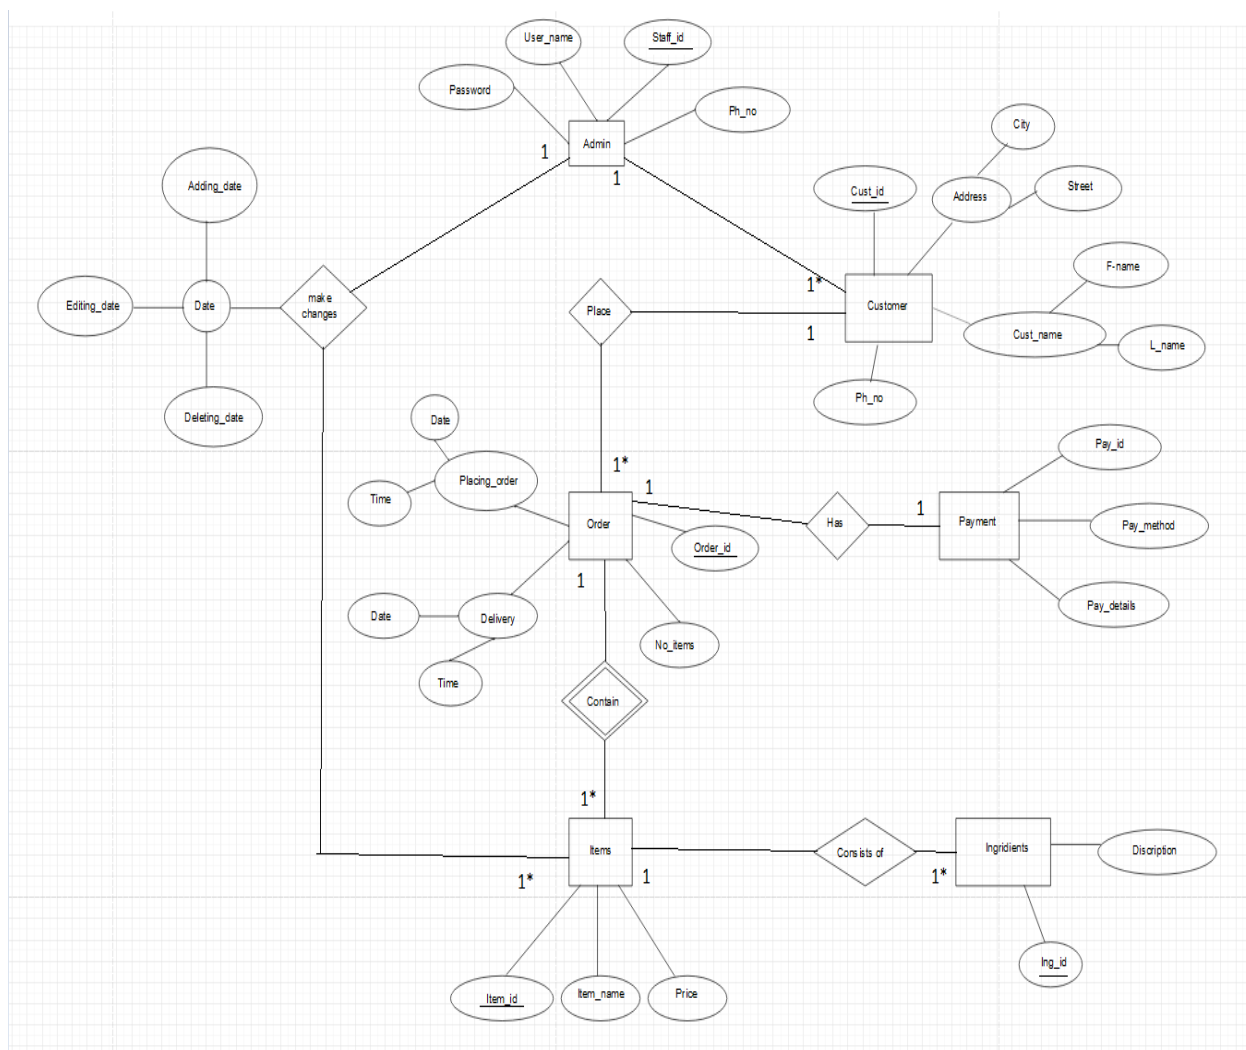 User_name
Staff_id
Password
Ph_no
City
Admin
1
1
Adding_date
Cust_id
Address
Street
F-name
1*
Editing_date
Date
make
changes
Place
Customer
1
Cust_name
L_name
Ph_no
Deleting_date
Date
Pay_id
1*
Placing_order
1
Time
1
Order
Has
Payment
Pay_method
Order_id
1
Pay_details
Date
Delivery
No_items
Time
Contain
1*
Items
Consists of
Ingridients
Discription
1*
1
1*
Ing_id
Item_id
Item_name
Price